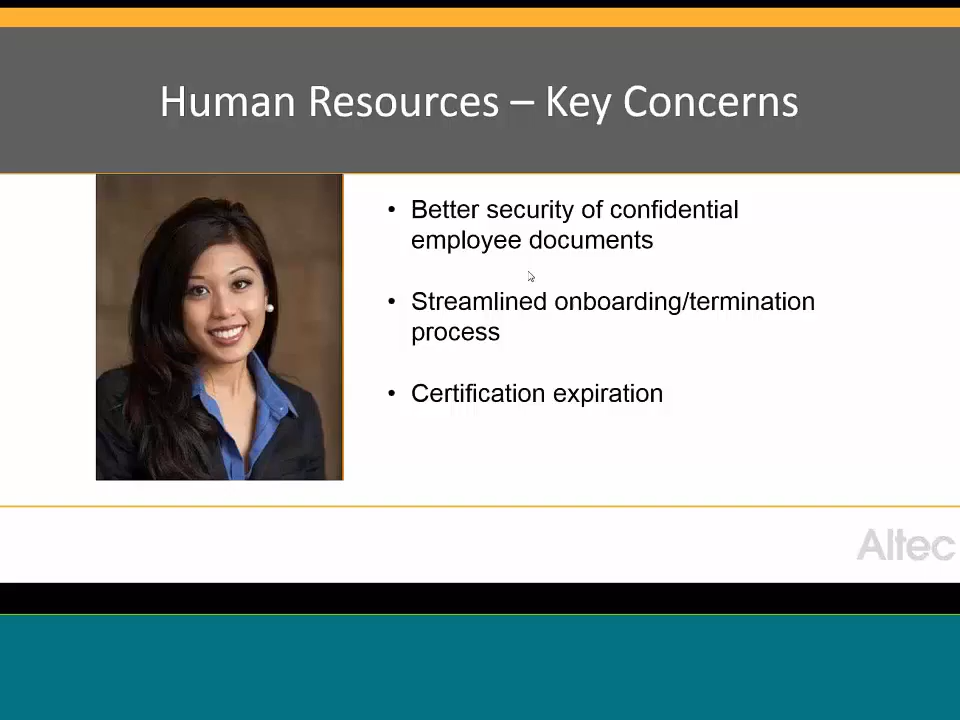 Human Resources – Key Concerns
• Better security of confidential
employee documents
• Streamlined onboarding/termination
process
• Certification expiration
Altec